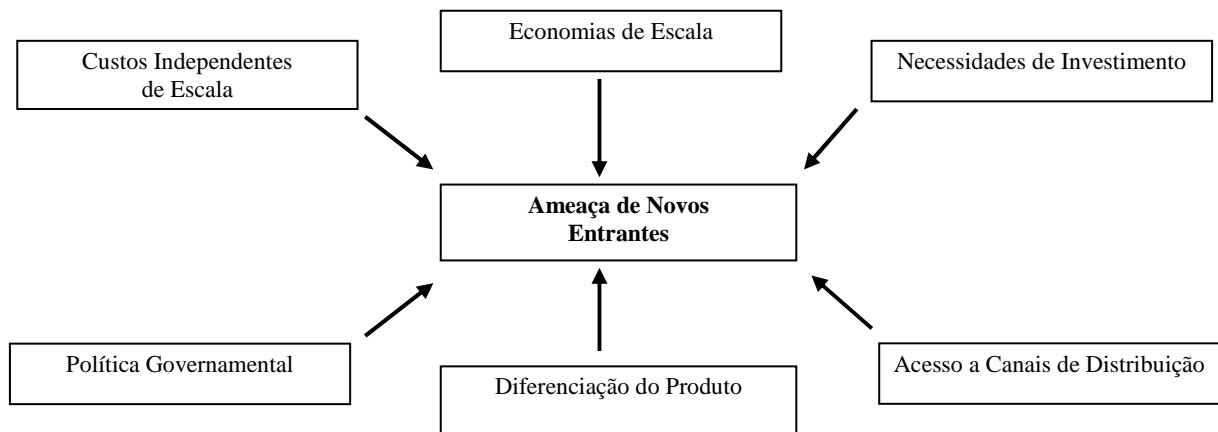 Economias de Escala
Custos Independentes
de Escala
Necessidades de Investimento
Ameaça de Novos
Entrantes
Política Governamental
Diferenciação do Produto
Acesso a Canais de Distribuição